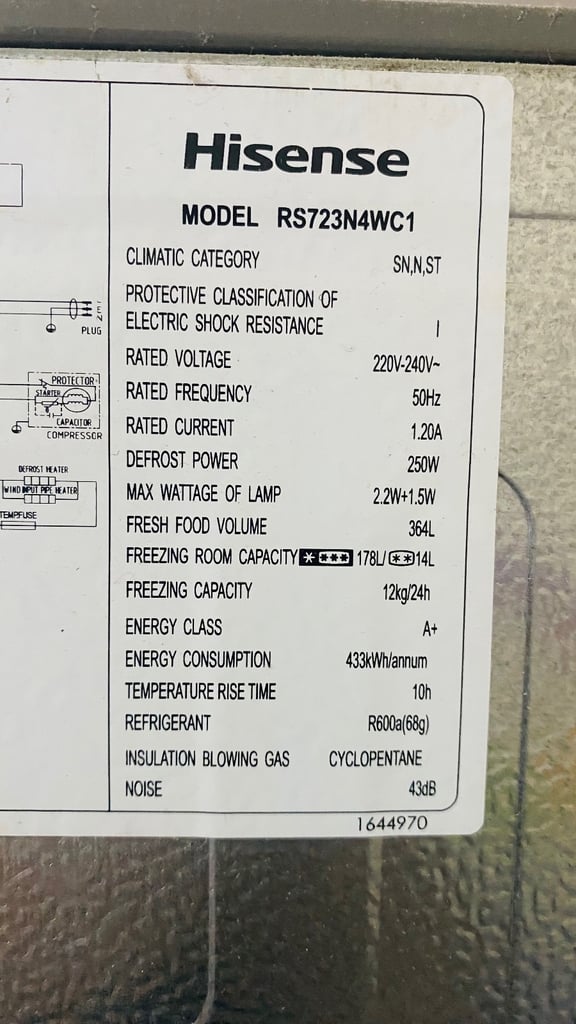 Hisense
MODEL RS723N4WC1
CLIMATIC CATEGORY SN,N,ST
PROTECTIVE CLASSIFICATION OF
ELECTRIC SHOCK RESISTANCE I
RATED VOLTAGE 220V-240V~
RATED FREQUENCY 50Hz
RATED CURRENT 1.20A
DEFROST POWER 250W
MAX WATTAGE OF LAMP 2.2W+1.5W
FRESH FOOD VOLUME 364L
FREEZING ROOM CAPACITY * *** 178L/ ** 14L
FREEZING CAPACITY 12kg/24h
ENERGY CLASS A+
ENERGY CONSUMPTION 433kWh/annum
TEMPERATURE RISE TIME 10h
REFRIGERANT R600a(68g)
INSULATION BLOWING GAS CYCLOPENTANE
NOISE 43dB
1644970
L
E
N
PLUG
PROTECTOR
STARTER
CAPACITOR
COMPRESSOR
DEFROST HEATER
WIND INPUT PIPE HEATER
TEMPFUSE